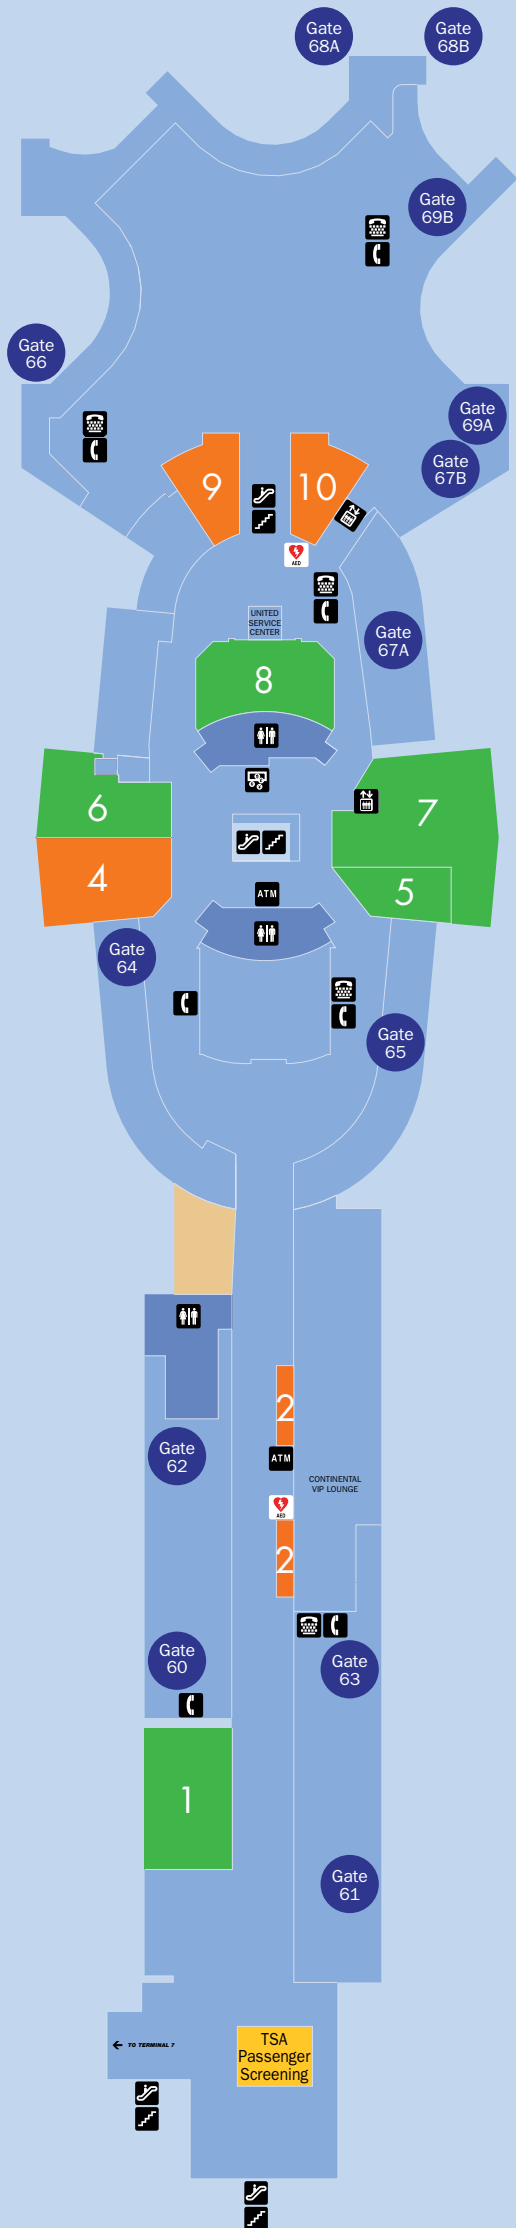 Gate
68A
Gate
68B
Gate
69B
Gate
66
Gate
69A
Gate
67B
9
10
AED
UNITED
SERVICE
CENTER
Gate
67A
8
6
7
4
5
ATM
Gate
64
Gate
65
2
ATM
Gate
62
CONTINENTAL
VIP LOUNGE
AED
2
Gate
60
Gate
63
1
Gate
61
TSA
Passenger
Screening
← TO TERMINAL 7